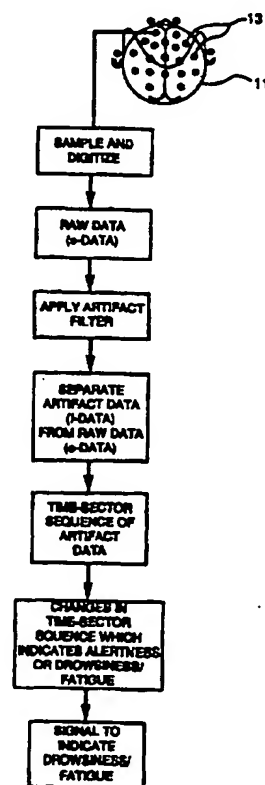 13
11
SAMPLE AND
DIGITIZE
RAW DATA
(e-DATA)
APPLY ARTIFACT
FILTER
SEPARATE
ARTIFACT DATA
(f-DATA)
FROM RAW DATA
(e-DATA)
TIME-SECTOR
SEQUENCE OF
ARTIFACT
DATA
CHANGES IN
TIME-SECTOR
SQUENCE WHICH
INDICATES ALERTNESS
OR DROWSINESS/
FATIGUE
SIGNAL TO
INDICATE
DROWSINESS/
FATIGUE